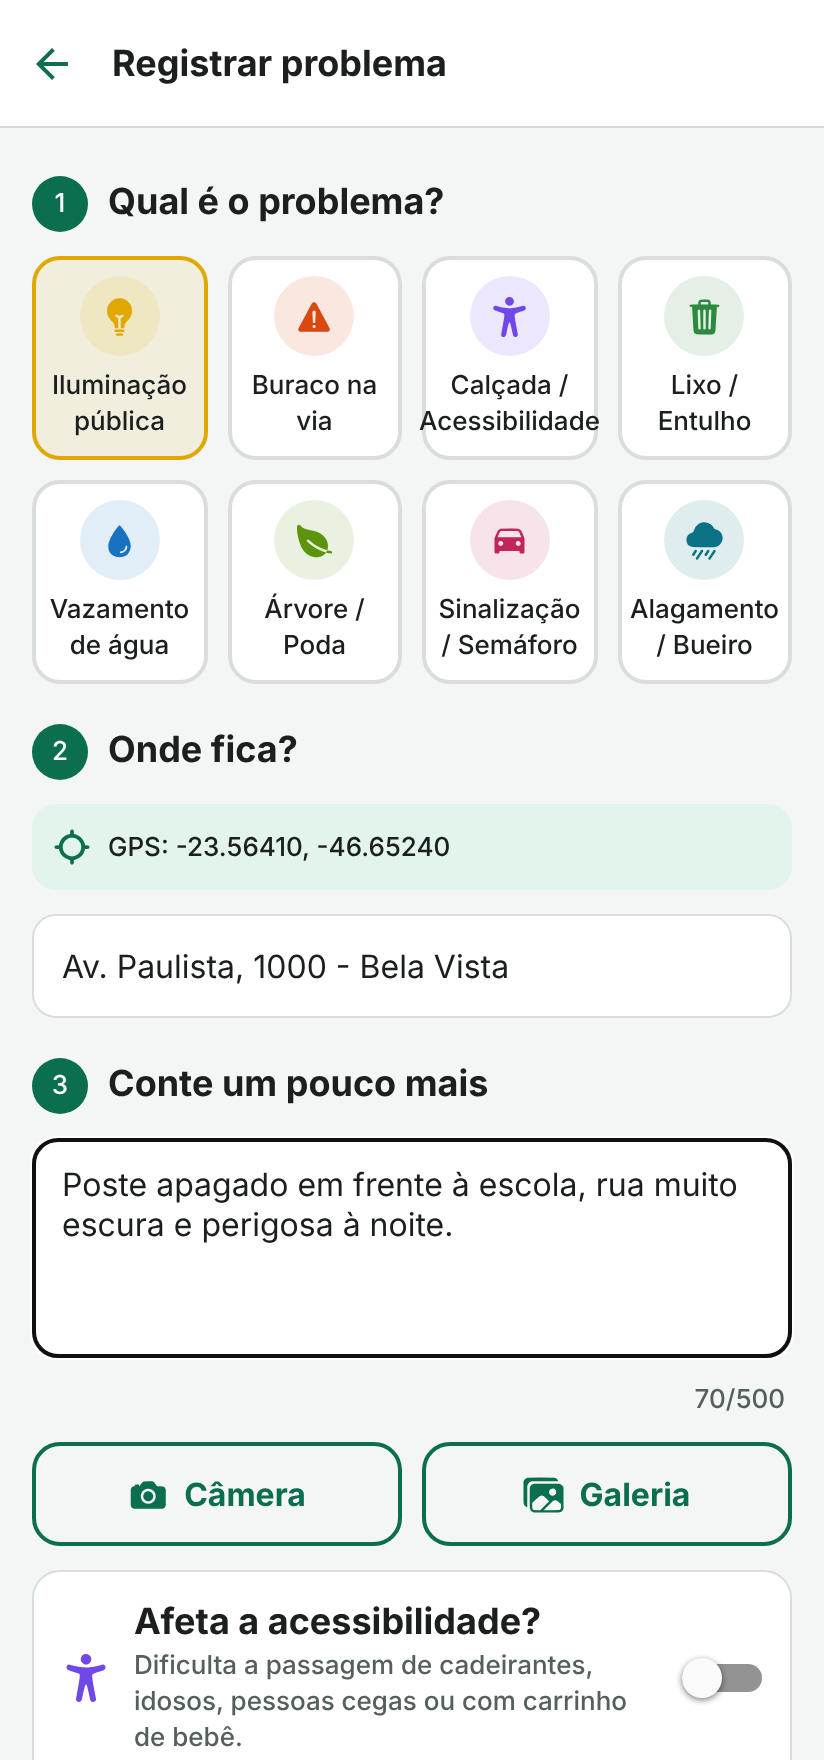 Registrar problema
1 Qual é o problema?
Iluminação
pública
Buraco na
via
Calçada /
Acessibilidade
Lixo /
Entulho
Vazamento
de água
Árvore /
Poda
Sinalização
/ Semáforo
Alagamento
/ Bueiro
2 Onde fica?
GPS: -23.56410, -46.65240
Av. Paulista, 1000 - Bela Vista
3 Conte um pouco mais
Poste apagado em frente à escola, rua muito
escura e perigosa à noite.
70/500
Câmera
Galeria
Afeta a acessibilidade?
Dificulta a passagem de cadeirantes,
idosos, pessoas cegas ou com carrinho
de bebê.